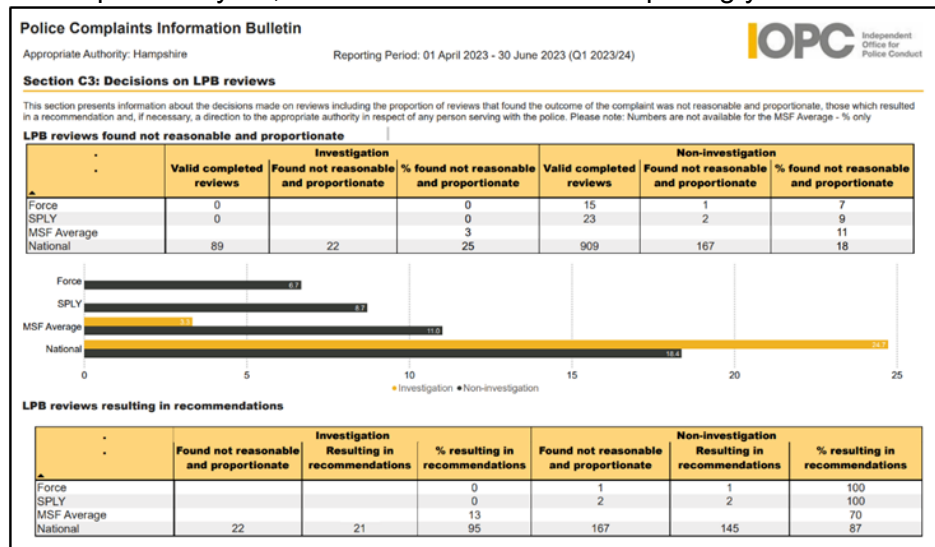 Police Complaints Information Bulletin
IOPC Independent Office for Police Conduct
Appropriate Authority: Hampshire Reporting Period: 01 April 2023 - 30 June 2023 (Q1 2023/24)
Section C3: Decisions on LPB reviews
This section presents information about the decisions made on reviews including the proportion of reviews that found the outcome of the complaint was not reasonable and proportionate, those which resulted
in a recommendation and, if necessary, a direction to the appropriate authority in respect of any person serving with the police. Please note: Numbers are not available for the MSF Average - % only
LPB reviews found not reasonable and proportionate
. Investigation Non-investigation
. Valid completed reviews Found not reasonable and proportionate % found not reasonable and proportionate Valid completed reviews Found not reasonable and proportionate % found not reasonable and proportionate
Force 0 0 15 1 7
SPLY 0 0 23 2 9
MSF Average 3 11
National 89 22 25 909 167 18
Force 6.7
SPLY 8.7
MSF Average 3.3 11.0
National 24.7 18.4
0 5 10 15 20 25
Investigation Non-investigation
LPB reviews resulting in recommendations
. Investigation Non-investigation
. Found not reasonable and proportionate Resulting in recommendations % resulting in recommendations Found not reasonable and proportionate Resulting in recommendations % resulting in recommendations
Force 0 1 1 100
SPLY 0 2 2 100
MSF Average 13 70
National 22 21 95 167 145 87